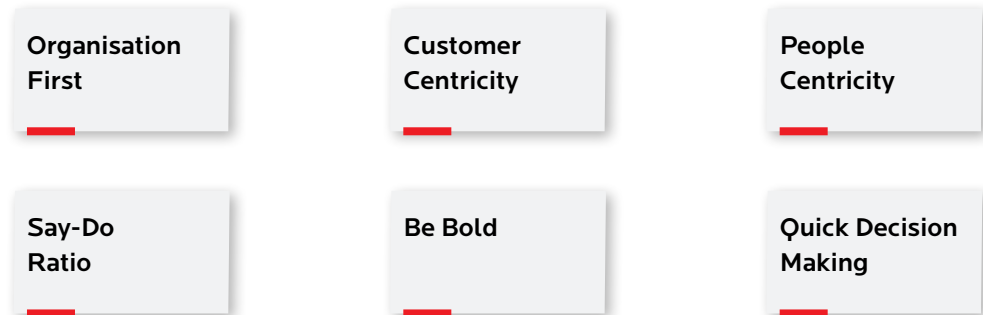 Organisation
First
Customer
Centricity
People
Centricity
Say-Do
Ratio
Be Bold
Quick Decision
Making